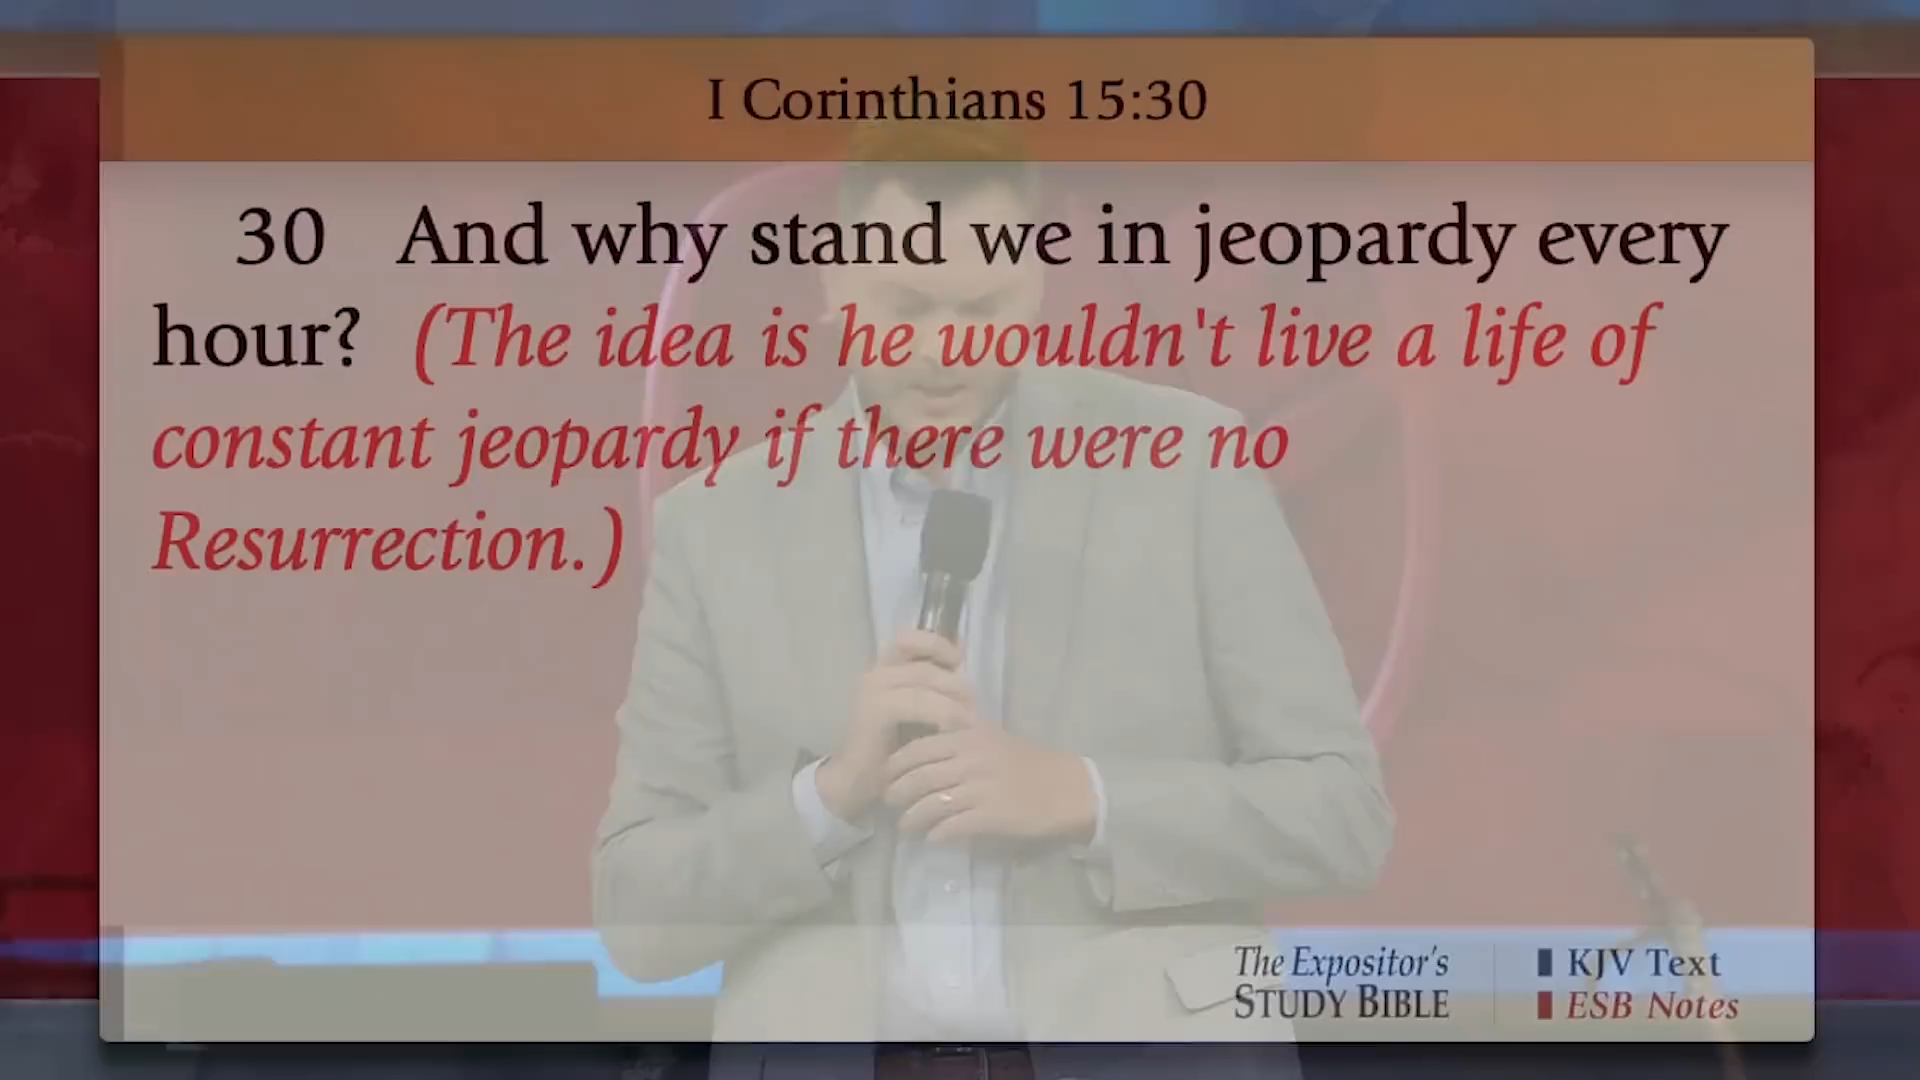 I Corinthians 15:30
30 And why stand we in jeopardy every
hour? (The idea is he wouldn't live a life of
constant jeopardy if there were no
Resurrection.)
The Expositor's
STUDY BIBLE
KJV Text
ESB Notes